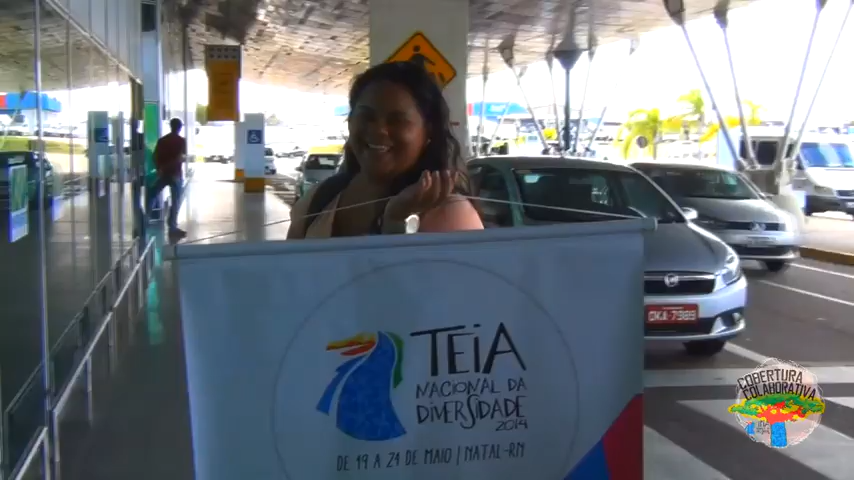 TEIA
NACIONAL DA
DIVERSIDADE
2014
DE 19 A 24 DE MAIO | NATAL-RN
OKA-7989
COBERTURA
COLABORATIVA